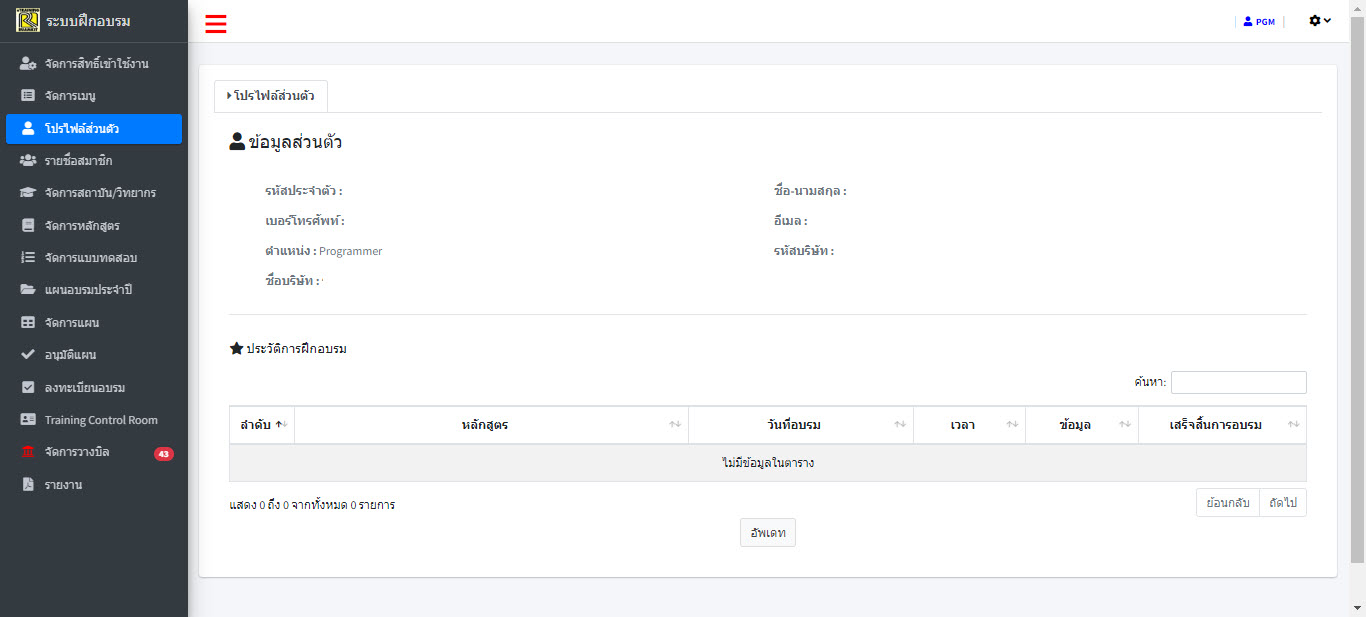 ระบบฝึกอบรม
PGM
จัดการสิทธิ์เข้าใช้งาน
จัดการเมนู
โปรไฟล์ส่วนตัว
รายชื่อสมาชิก
จัดการสถาบัน/วิทยากร
จัดการหลักสูตร
จัดการแบบทดสอบ
แผนอบรมประจำปี
จัดการแผน
อนุมัติแผน
ลงทะเบียนอบรม
Training Control Room
จัดการวางบิล 43
รายงาน
โปรไฟล์ส่วนตัว
ข้อมูลส่วนตัว
รหัสประจำตัว : ชื่อ-นามสกุล :
เบอร์โทรศัพท์ : อีเมล :
ตำแหน่ง : Programmer รหัสบริษัท :
ชื่อบริษัท :
ประวัติการฝึกอบรม
ค้นหา:
ลำดับ หลักสูตร วันที่อบรม เวลา ข้อมูล เสร็จสิ้นการอบรม
ไม่มีข้อมูลในตาราง
แสดง 0 ถึง 0 จากทั้งหมด 0 รายการ ย้อนกลับ ถัดไป
อัพเดท